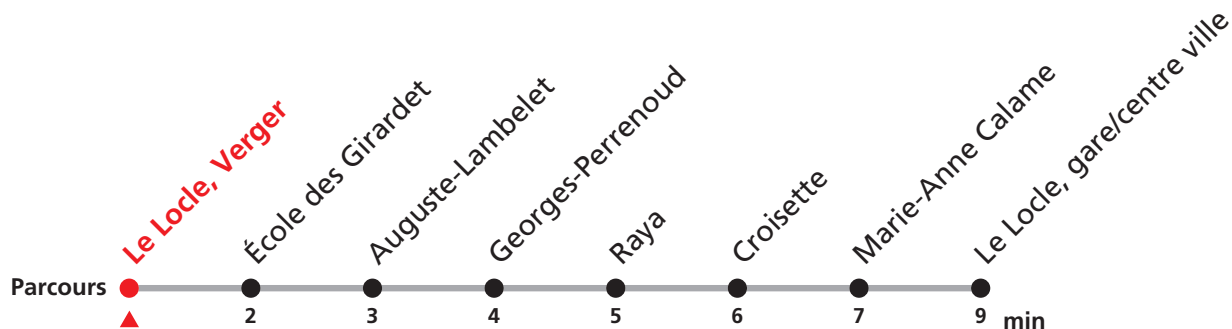 Le Locle, Verger
École des Girardet
Auguste-Lambelet
Georges-Perrenoud
Raya
Croisette
Marie-Anne Calame
Le Locle, gare/centre ville
Parcours
2 3 4 5 6 7 9 min